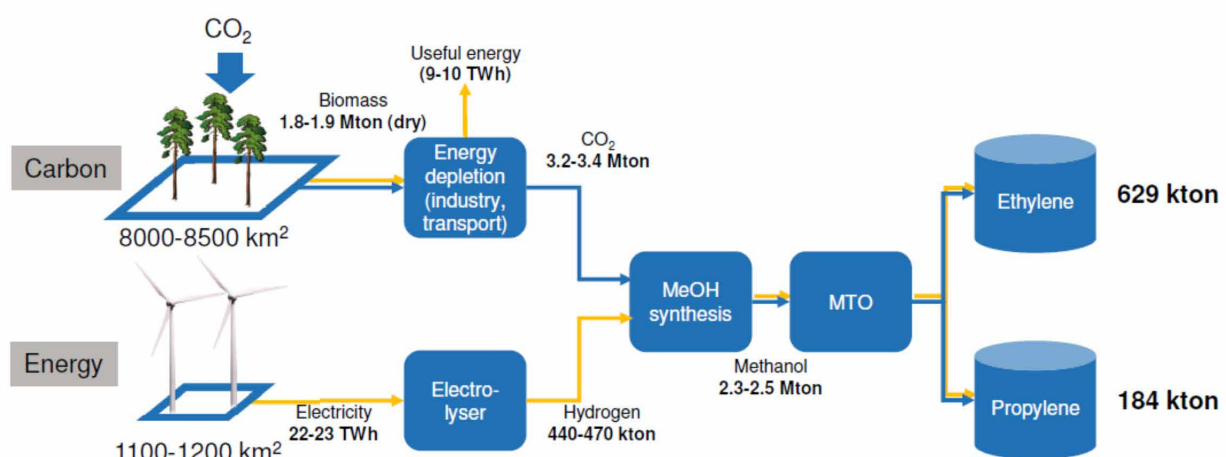 CO₂
Useful energy
(9-10 TWh)
Biomass
1.8-1.9 Mton (dry)
Carbon
Energy
depletion
(industry,
transport)
CO₂
3.2-3.4 Mton
Ethylene
629 kton
8000-8500 km²
MeOH
synthesis
MTO
Energy
Electro-
lyser
Methanol
2.3-2.5 Mton
Propylene
184 kton
Electricity
22-23 TWh
Hydrogen
440-470 kton
1100-1200 km²